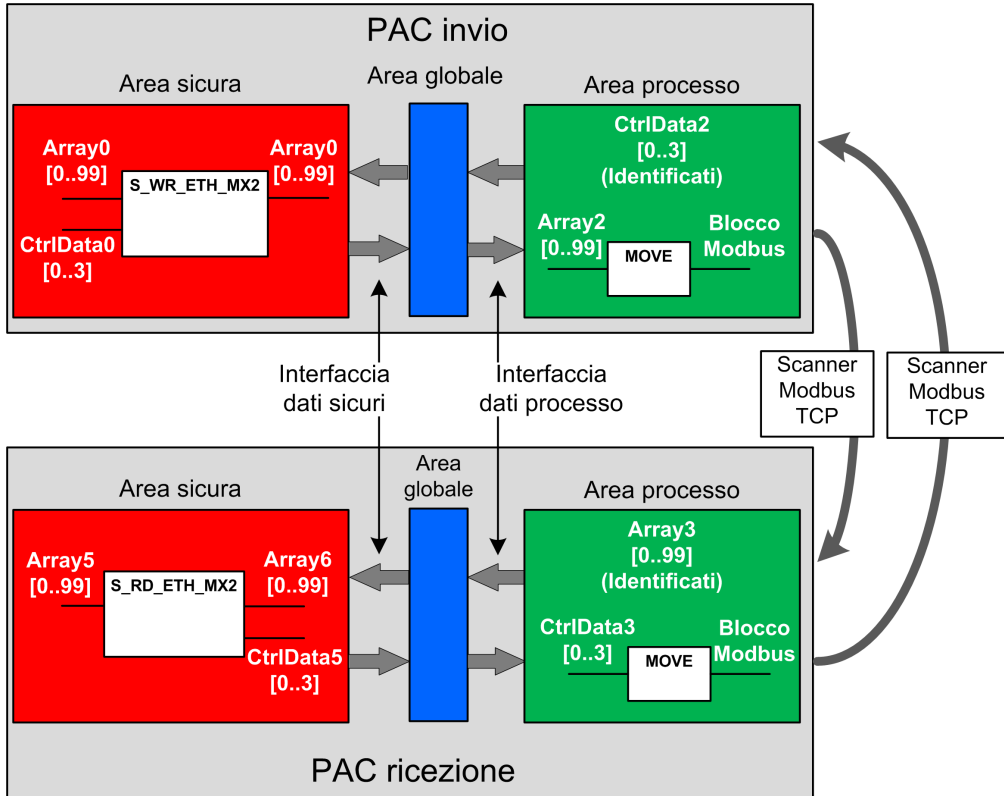 PAC invio
Area sicura
Area globale
Area processo
Array0
[0..99]
Array0
[0..99]
S_WR_ETH_MX2
CtrlData0
[0..3]
CtrlData2
[0..3]
(Identificati)
Array2
[0..99]
MOVE
Blocco
Modbus
Interfaccia
dati sicuri
Interfaccia
dati processo
Scanner
Modbus
TCP
Scanner
Modbus
TCP
Area sicura
Area
globale
Area processo
Array5
[0..99]
S_RD_ETH_MX2
Array6
[0..99]
CtrlData5
[0..3]
Array3
[0..99]
(Identificati)
CtrlData3
[0..3]
MOVE
Blocco
Modbus
PAC ricezione